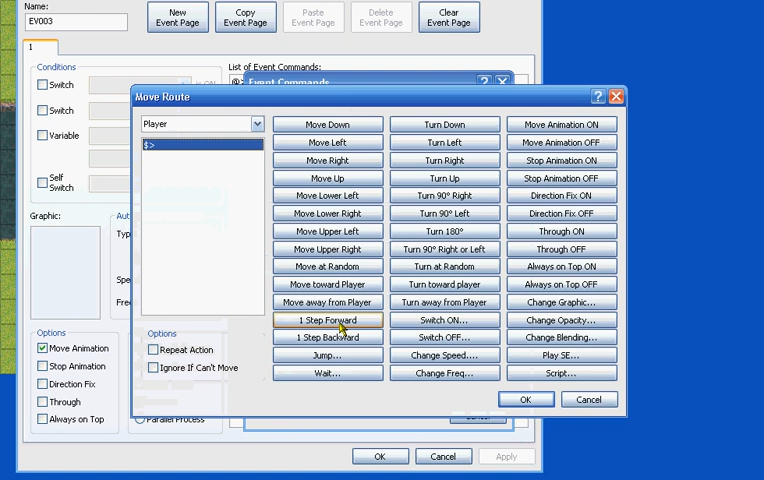 Name:
EV003
New
Event Page
Copy
Event Page
Paste
Event Page
Delete
Event Page
Clear
Event Page
1
Conditions
Switch
Switch
Variable
Self
Switch
List of Event Commands
@>
Event Commands
Move Route
Player
$>
Move Down
Move Left
Move Right
Move Up
Move Lower Left
Move Lower Right
Move Upper Left
Move Upper Right
Move at Random
Move toward Player
Move away from Player
1 Step Forward
1 Step Backward
Jump...
Wait...
Turn Down
Turn Left
Turn Right
Turn Up
Turn 90° Right
Turn 90° Left
Turn 180°
Turn 90° Right or Left
Turn at Random
Turn toward player
Turn away from Player
Switch ON...
Switch OFF...
Change Speed....
Change Freq...
Move Animation ON
Move Animation OFF
Stop Animation ON
Stop Animation OFF
Direction Fix ON
Direction Fix OFF
Through ON
Through OFF
Always on Top ON
Always on Top OFF
Change Graphic...
Change Opacity...
Change Blending...
Play SE...
Script...
Options
Repeat Action
Ignore If Can't Move
OK
Cancel
Graphic:
Options
Move Animation
Stop Animation
Direction Fix
Through
Always on Top
Parallel Process
OK
Cancel
Apply